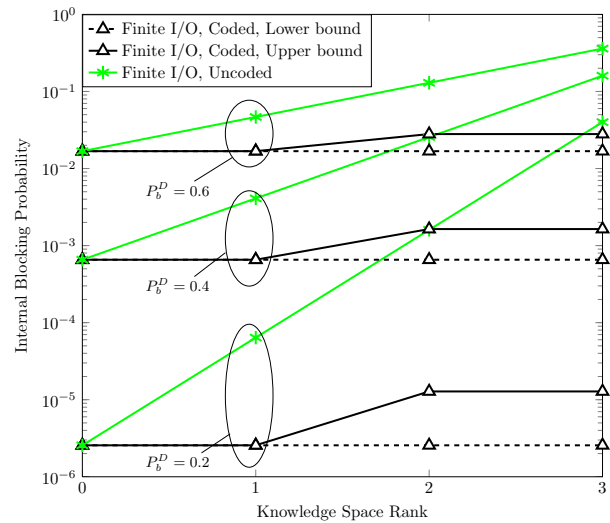 Finite I/O, Coded, Lower bound
Finite I/O, Coded, Upper bound
Finite I/O, Uncoded
10^0
10^{-1}
10^{-2}
10^{-3}
10^{-4}
10^{-5}
10^{-6}
Internal Blocking Probability
P_b^D = 0.6
P_b^D = 0.4
P_b^D = 0.2
0 1 2 3
Knowledge Space Rank